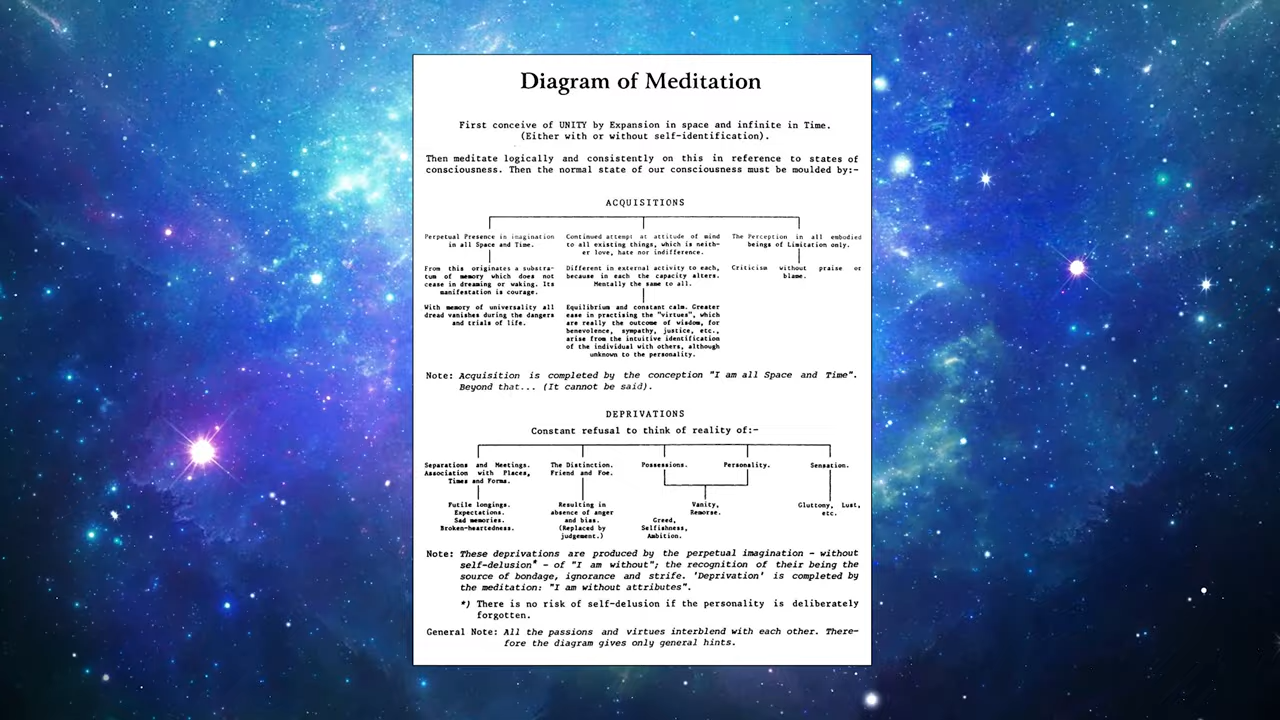 Diagram of Meditation
First conceive of UNITY by Expansion in space and infinite in Time.
(Either with or without self-identification).
Then meditate logically and consistently on this in reference to states of
consciousness. Then the normal state of our consciousness must be moulded by:-
ACQUISITIONS
Perpetual Presence in imagination
in all Space and Time.
From this originates a substra-
tum of memory which does not
cease in dreaming or waking. Its
manifestation is courage.
With memory of universality all
dread vanishes during the dangers
and trials of life.
Continued attempt at attitude of mind
to all existing things, which is neith-
er love, hate nor indifference.
Different in external activity to each,
because in each the capacity alters.
Mentally the same to all.
Equilibrium and constant calm. Greater
ease in practising the "virtues", which
are really the outcome of wisdom, for
benevolence, sympathy, justice, etc.,
arise from the intuitive identification
of the individual with others, although
unknown to the personality.
The Perception in all embodied
beings of Limitation only.
Criticism without praise or
blame.
Note: Acquisition is completed by the conception "I am all Space and Time".
Beyond that... (It cannot be said).
DEPRIVATIONS
Constant refusal to think of reality of:-
Separations and Meetings.
Association with Places,
Times and Forms.
Futile longings.
Expectations.
Sad memories.
Broken-heartedness.
The Distinction.
Friend and Foe.
Resulting in
absence of anger
and bias.
(Replaced by
judgement.)
Possessions.
Personality.
Vanity,
Remorse.
Greed,
Selfishness,
Ambition.
Sensation.
Gluttony, Lust,
etc.
Note: These deprivations are produced by the perpetual imagination - without
self-delusion* - of "I am without"; the recognition of their being the
source of bondage, ignorance and strife. 'Deprivation' is completed by
the meditation: "I am without attributes".
*) There is no risk of self-delusion if the personality is deliberately
forgotten.
General Note: All the passions and virtues interblend with each other. There-
fore the diagram gives only general hints.